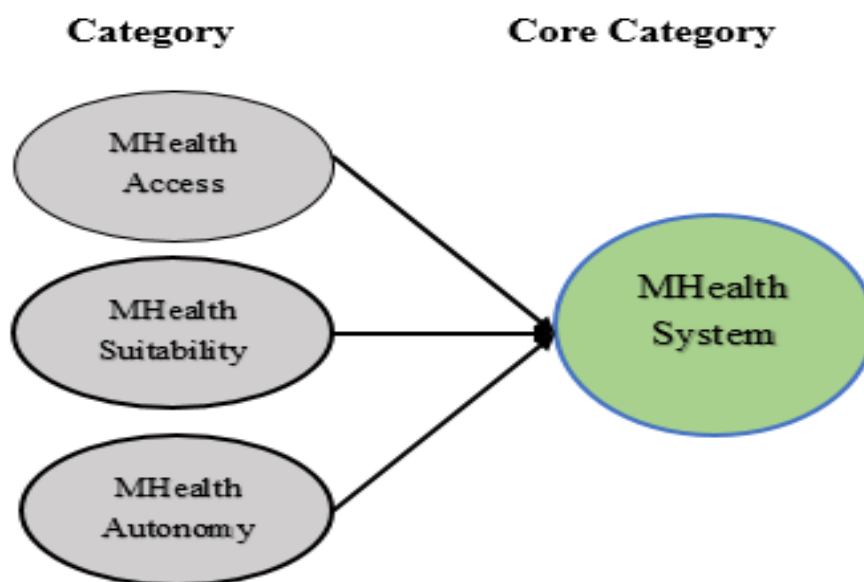 Category
Core Category
MHealth
Access
MHealth
Suitability
MHealth
Autonomy
MHealth
System